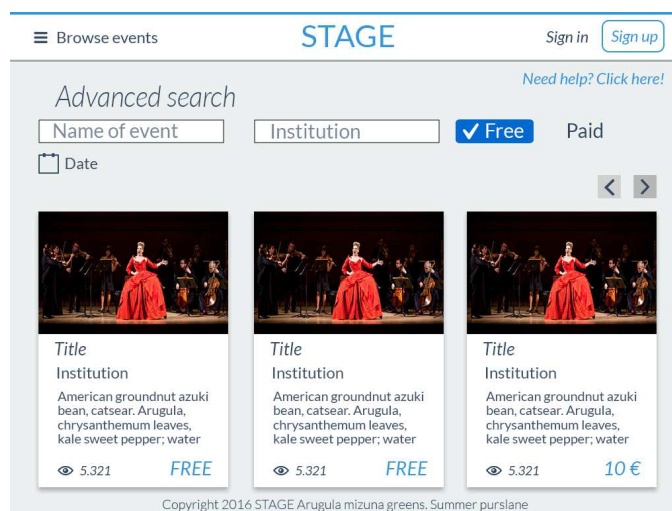 Browse events
STAGE
Sign in
Sign up
Need help? Click here!
Advanced search
Name of event
Institution
Free
Paid
Date
Title
Institution
American groundnut azuki
bean, catsear. Arugula,
chrysanthemum leaves,
kale sweet pepper; water
5.321
FREE
Title
Institution
American groundnut azuki
bean, catsear. Arugula,
chrysanthemum leaves,
kale sweet pepper; water
5.321
FREE
Title
Institution
American groundnut azuki
bean, catsear. Arugula,
chrysanthemum leaves,
kale sweet pepper; water
5.321
10 €
Copyright 2016 STAGE Arugula mizuna greens. Summer purslane